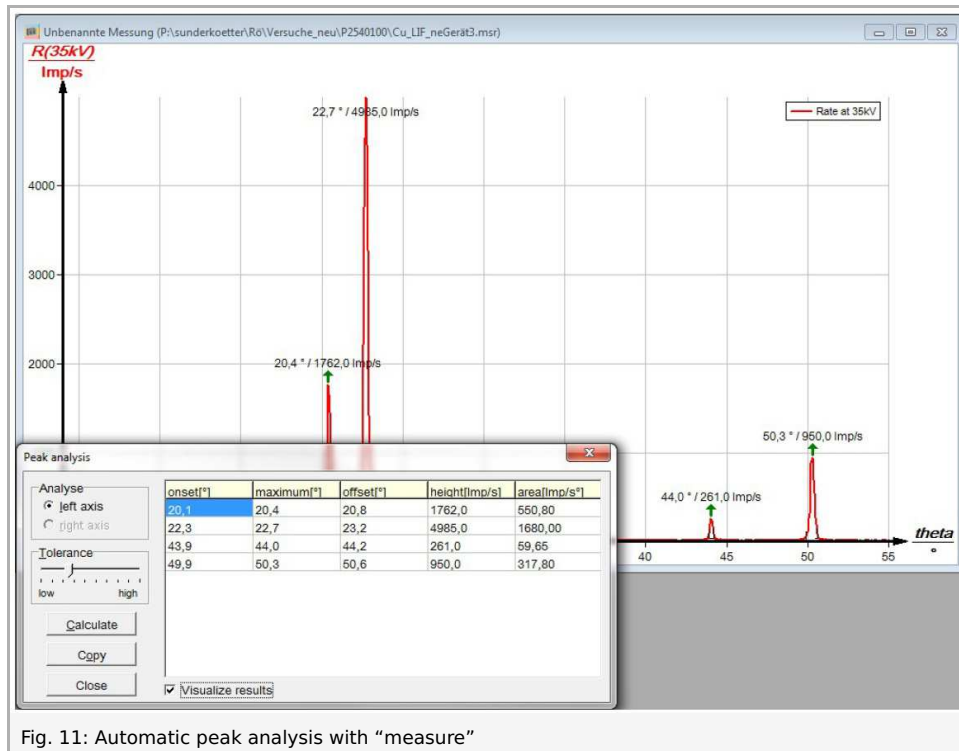 Unbenannte Messung (P:\sunderkoetter\Rö\Versuche_neu\P2540100\Cu_LIF_neGerät3.msr)
R(35kV)
Imp/s
22,7 ° / 4985,0 Imp/s
Rate at 35kV
4000
3000
2000
20,4 ° / 1762,0 Imp/s
50,3 ° / 950,0 Imp/s
44,0 ° / 261,0 Imp/s
theta
°
40 45 50 55
Peak analysis
Analyse
left axis
right axis
Tolerance
low high
Calculate
Copy
Close
onset[°] maximum[°] offset[°] height[Imp/s] area[Imp/s*°]
20,1 20,4 20,8 1762,0 550,80
22,3 22,7 23,2 4985,0 1680,00
43,9 44,0 44,2 261,0 59,65
49,9 50,3 50,6 950,0 317,80
Visualize results
Fig. 11: Automatic peak analysis with “measure”